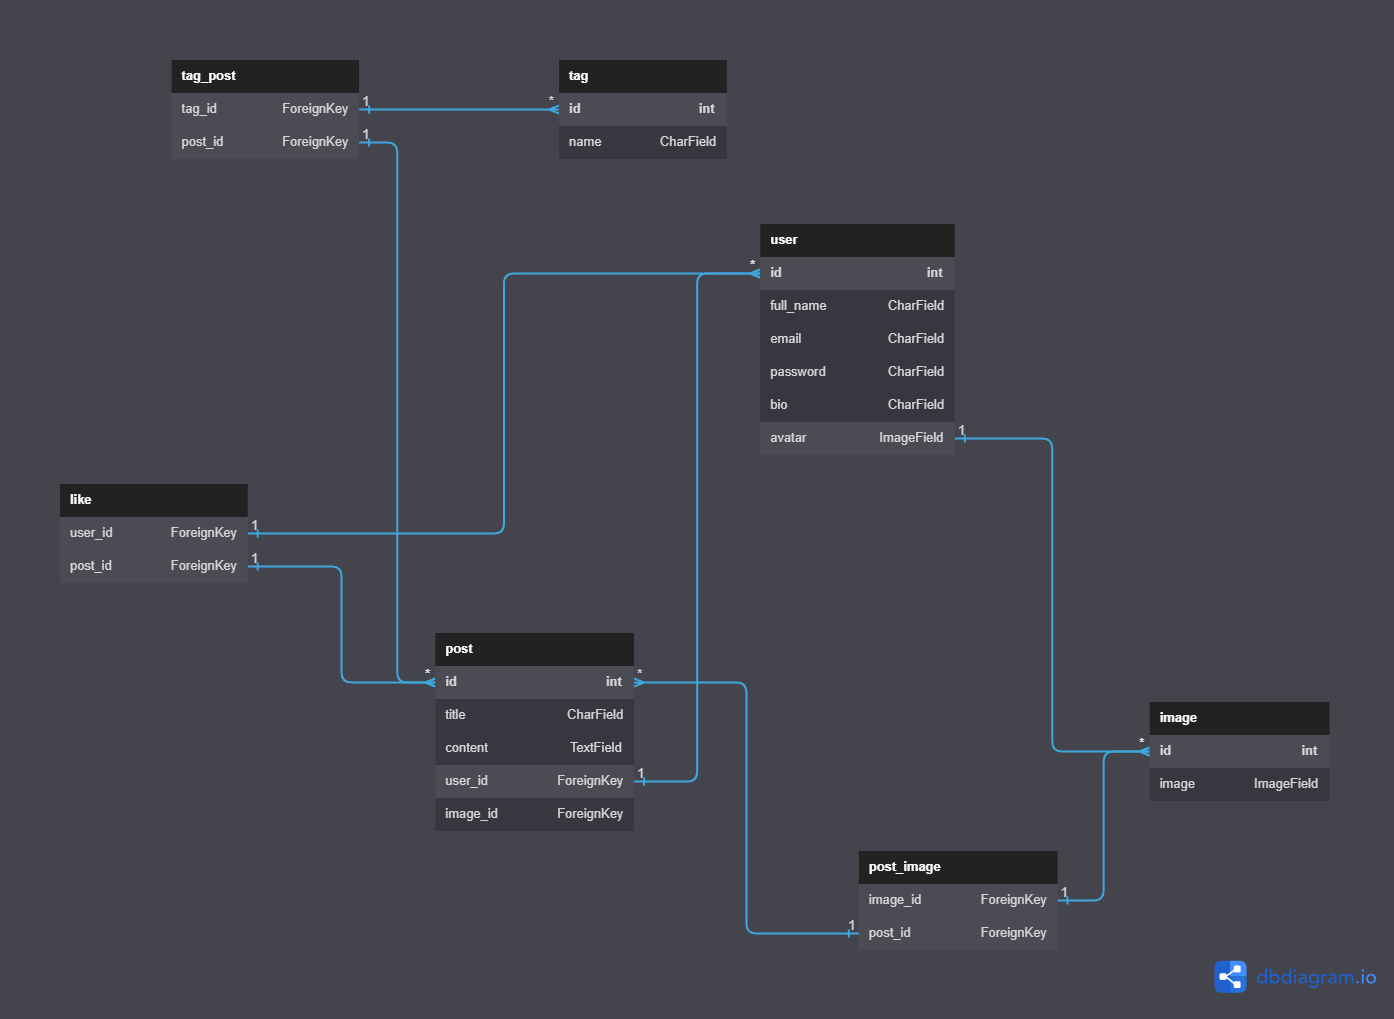 tag_post
tag_id ForeignKey 1
post_id ForeignKey 1
tag
* id int
name CharField
user
* id int
full_name CharField
email CharField
password CharField
bio CharField
avatar ImageField 1
like
user_id ForeignKey 1
post_id ForeignKey 1
post
* id int *
title CharField
content TextField
user_id ForeignKey 1
image_id ForeignKey
image
* id int
image ImageField
post_image
image_id ForeignKey 1
1 post_id ForeignKey
dbdiagram.io